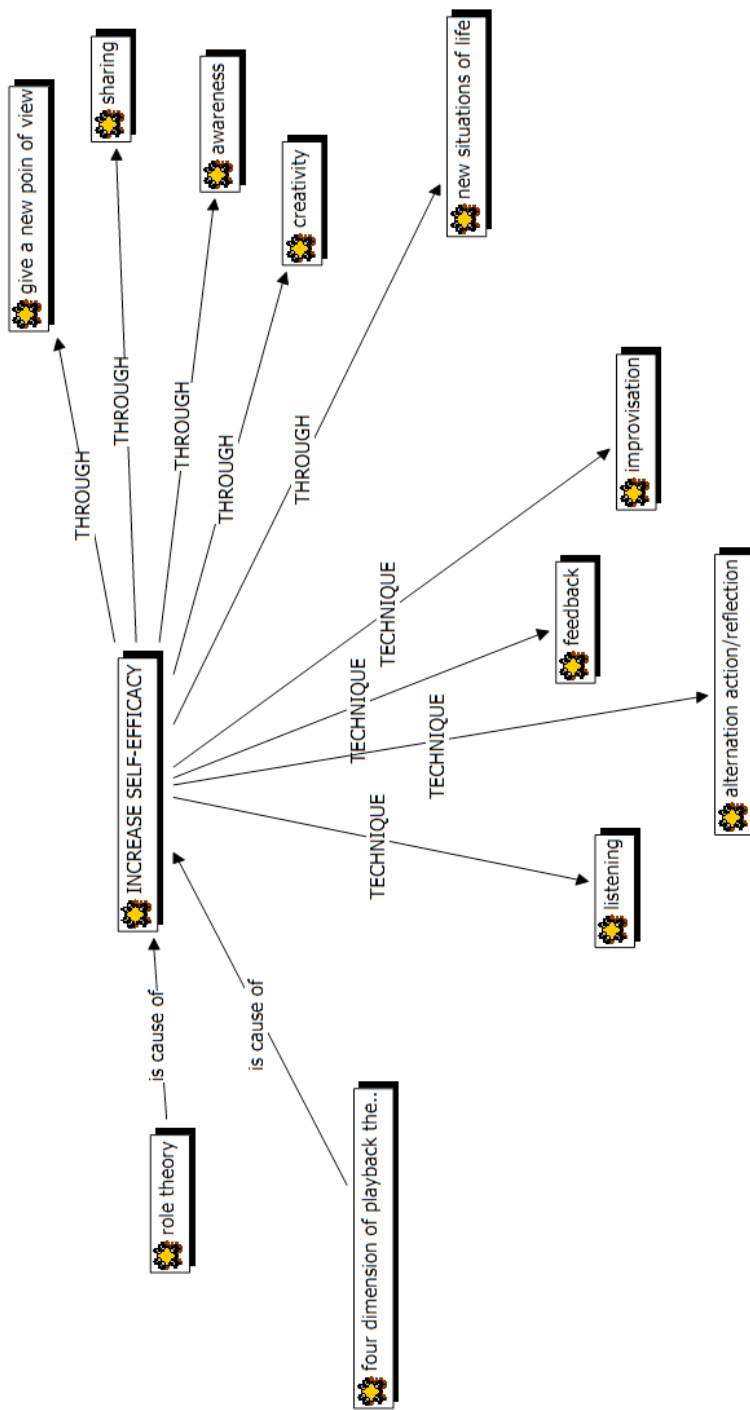 give a new poin of view
sharing
awareness
creativity
new situations of life
THROUGH
THROUGH
THROUGH
THROUGH
THROUGH
INCREASE SELF-EFFICACY
TECHNIQUE
TECHNIQUE
TECHNIQUE
TECHNIQUE
improvisation
feedback
alternation action/reflection
listening
is cause of
is cause of
role theory
four dimension of playback the..